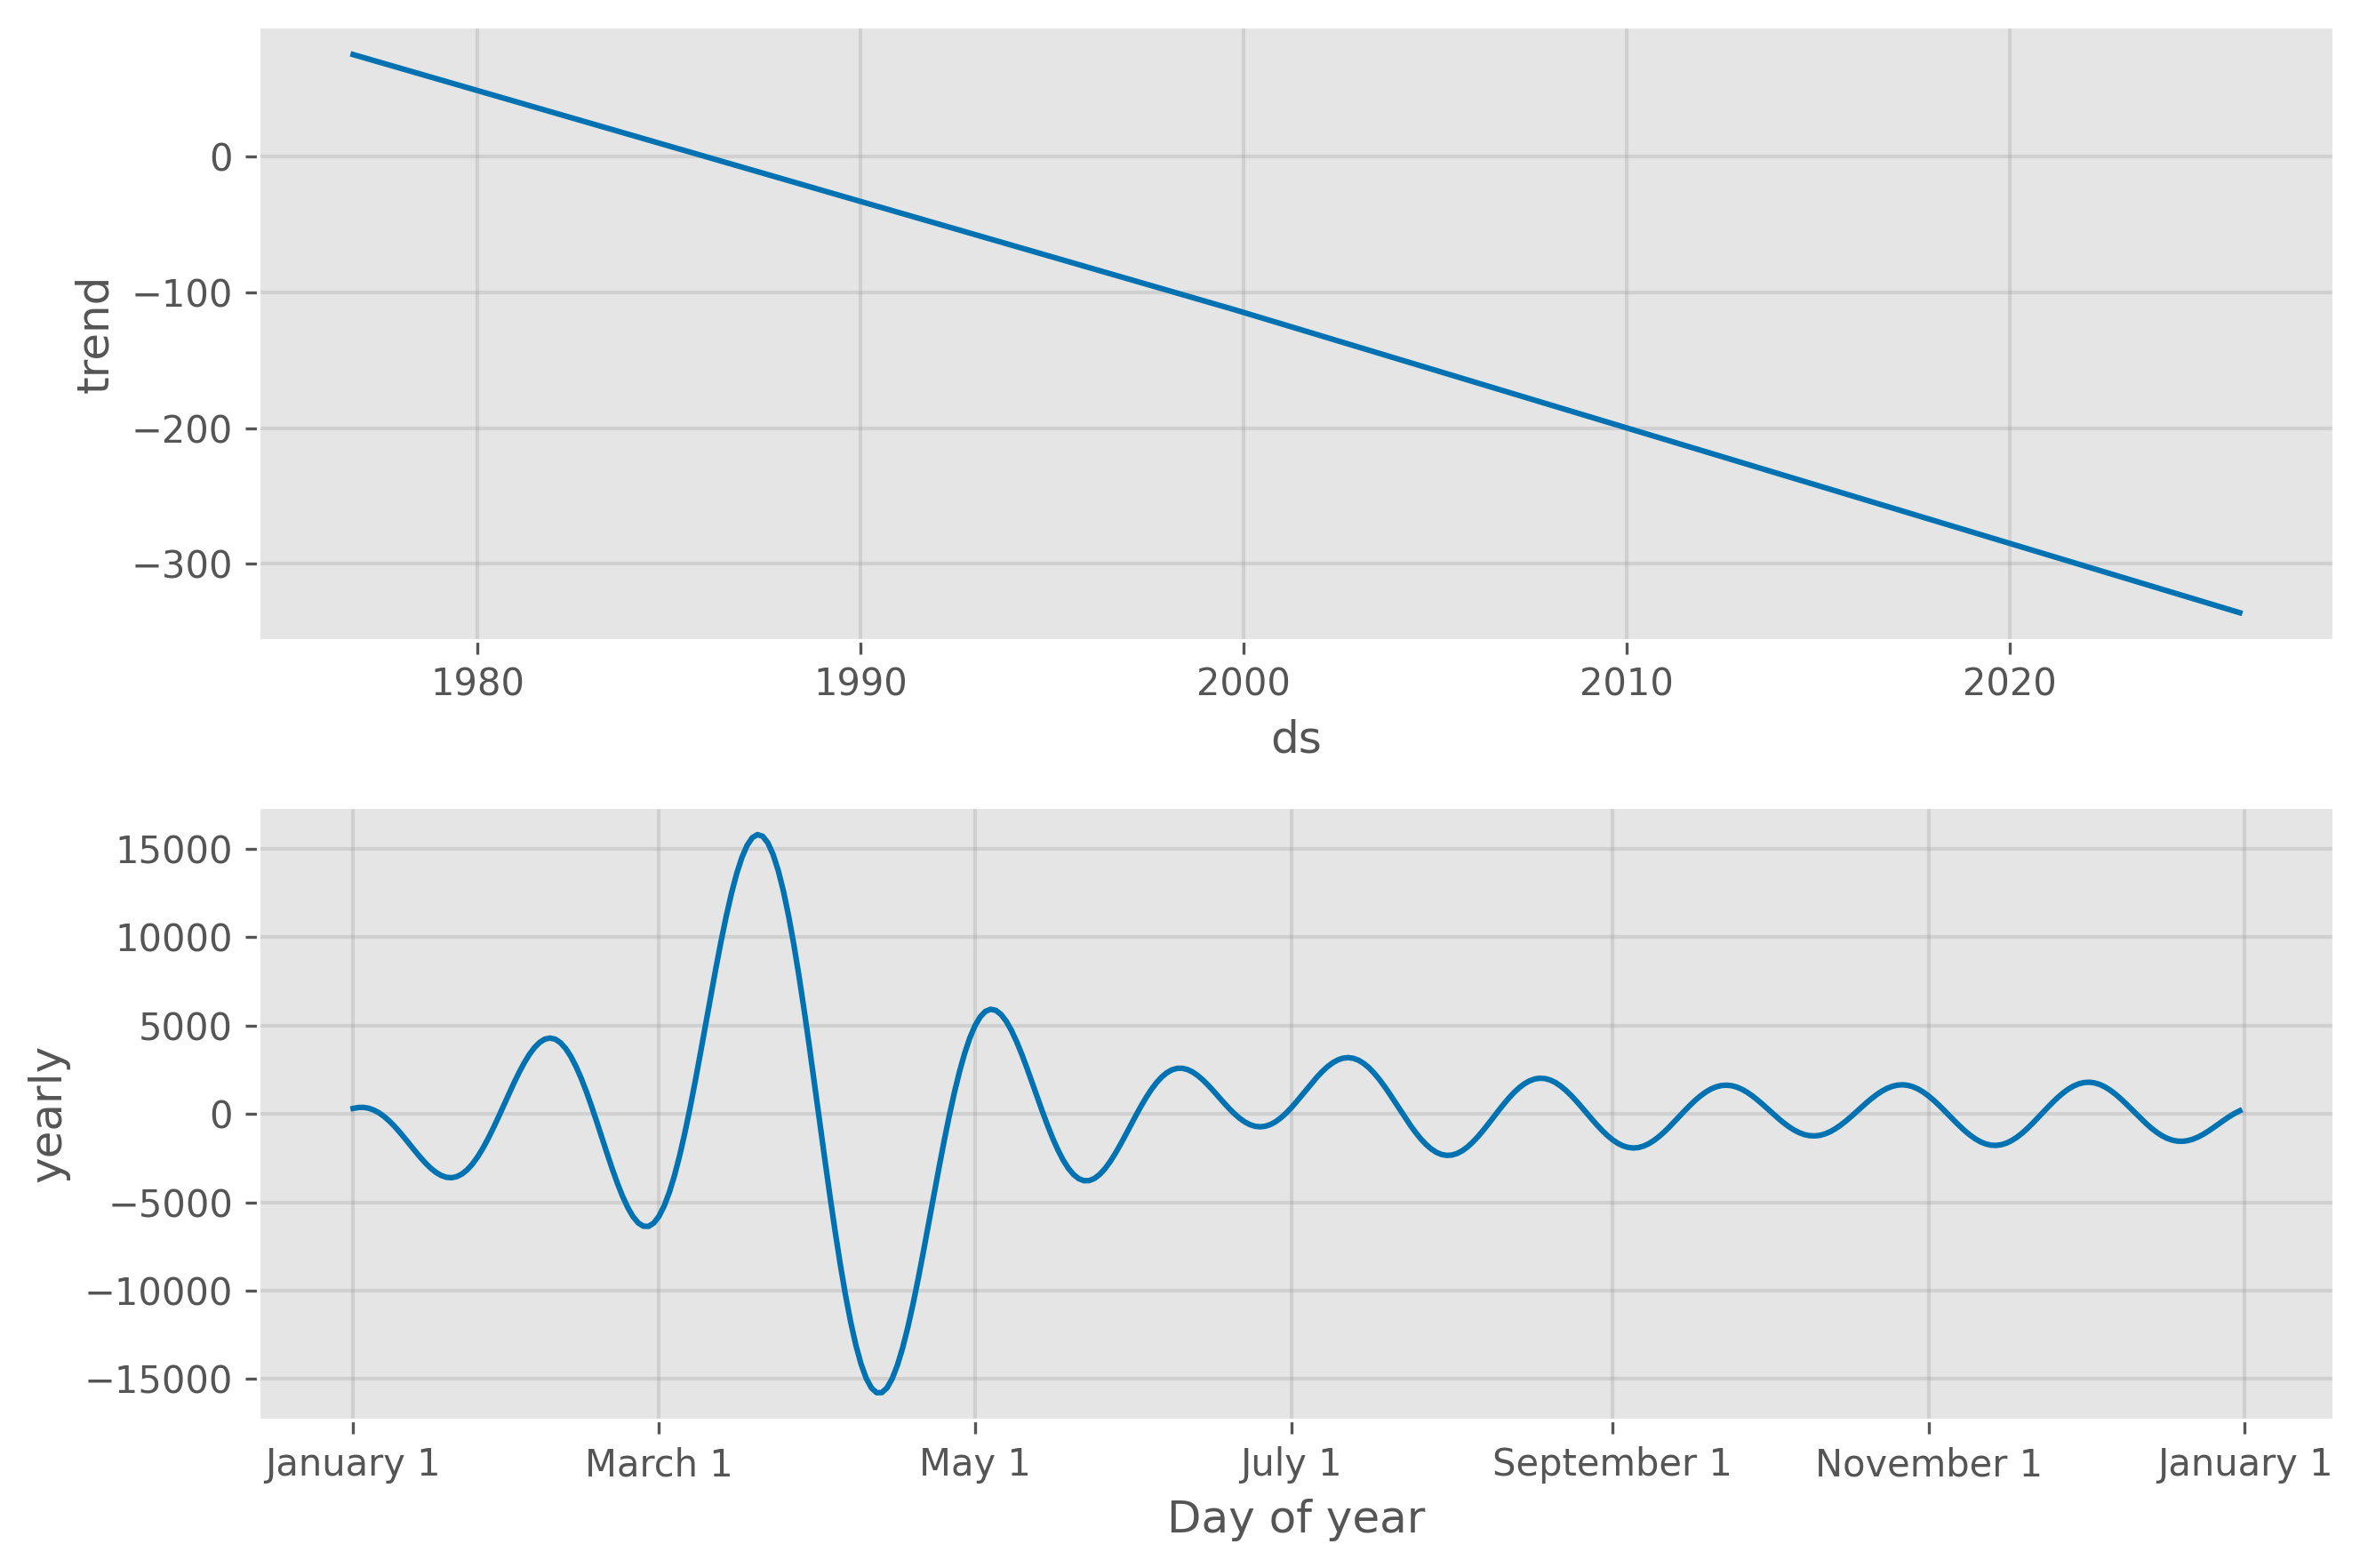 0
−100
−200
−300
trend
1980 1990 2000 2010 2020
ds
15000
10000
5000
0
−5000
−10000
−15000
yearly
January 1 March 1 May 1 July 1 September 1 November 1 January 1
Day of year